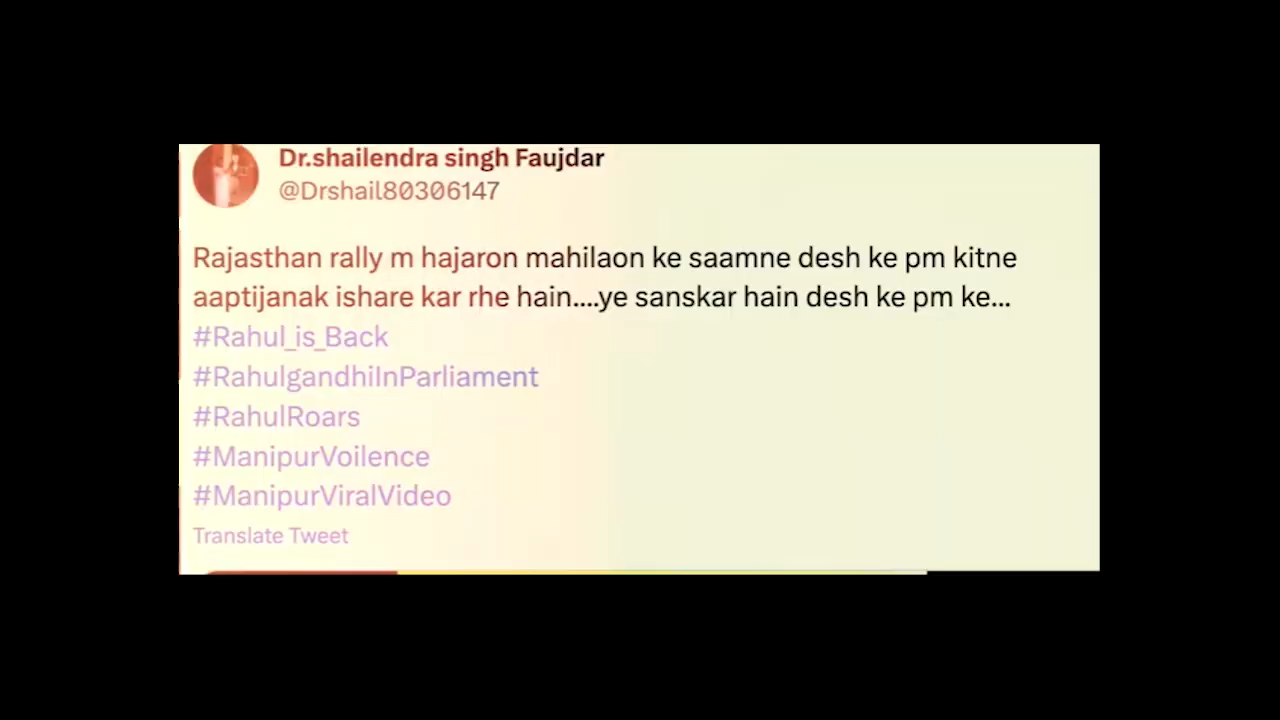 Dr.shailendra singh Faujdar
@Drshail80306147
Rajasthan rally m hajaron mahilaon ke saamne desh ke pm kitne
aaptijanak ishare kar rhe hain....ye sanskar hain desh ke pm ke...
#Rahul_is_Back
#RahulgandhiInParliament
#RahulRoars
#ManipurVoilence
#ManipurViralVideo
Translate Tweet